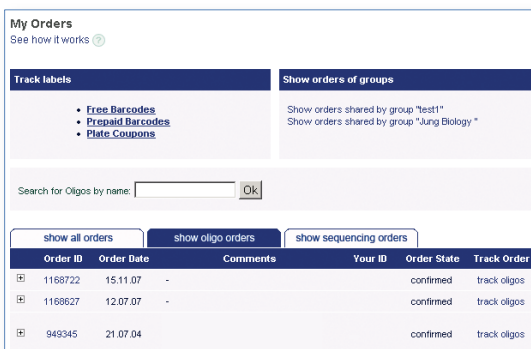 My Orders
See how it works ?
Track labels
• Free Barcodes
• Prepaid Barcodes
• Plate Coupons
Show orders of groups
Show orders shared by group "test1"
Show orders shared by group "Jung Biology "
Search for Oligos by name: Ok
show all orders show oligo orders show sequencing orders
Order ID Order Date Comments Your ID Order State Track Order
1168722 15.11.07 - confirmed track oligos
1168627 12.07.07 - confirmed track oligos
949345 21.07.04 confirmed track oligos